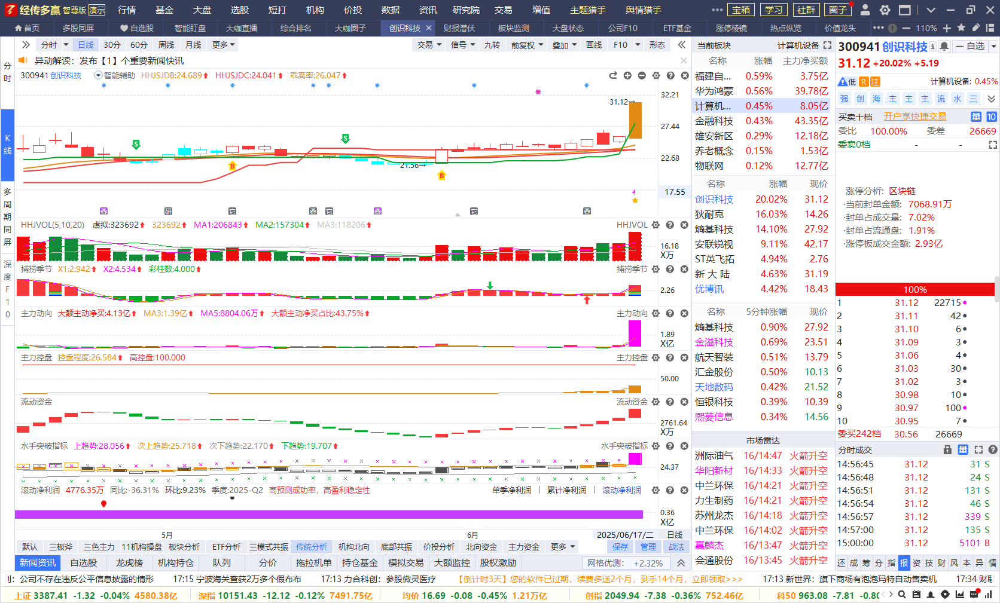 经传多赢 智尊版 演示 行情 基金 大盘 选股 短打 机构 价投 数据 资讯 研究院 交易 增值 主题猎手 舆情猎手 宝箱 学习 社群 圈子
首页 多股同屏 自选股 智能盯盘 大咖直播 综合排名 大咖圈子 创识科技 财报潜伏 板块监测 大盘状态 公司F10 ETF基金 涨停棱镜 热点纵览 价值龙头 110%
分时 日线 30分 60分 周线 月线 更多 交易 信号 九转 前复权 叠加 画线 F10 形态
异动解读：发布【1】个重要新闻快讯
300941 创识科技 智能辅助 HHJSJDB:24.689 HHJSJDC:24.041 乖离率:26.047
分时
K线
多周期同屏
深度F10
31.12
32.21
27.44
22.68
17.55
21.56
S
S
B
B
HHJVOL(5,10,20) 虚拟:323692 323692 MA1:206843 MA2:157304 MA3:118206 HHJVOL
16.18
X万
捕捞季节 X1:2.942 X2:4.534 彩柱数:4.000 捕捞季节
2.26
主力动向 大额主动净买:4.13亿 MA3:1.39亿 MA5:8804.06万 大额主动净买占比:43.75% 主力动向
1.89
X亿
主力控盘 控盘程度:26.584 高控盘:100.000 主力控盘
50.00
流动资金 流动资金
2761.64
X万
水手突破指标 上趋势:28.056 次上趋势:25.718 次下趋势:22.170 下趋势:19.707 水手突破指标
24.37
滚动净利润 4776.35万 同比:-36.31% 环比:9.23% 季度:2025-Q2 高预测成功率，高盈利稳定性 单季净利润 累计净利润 滚动净利润
0.36
X亿
5月 6月 2025/06/17/二 日线
默认 三板斧 三色主力 11机构操盘 板块分析 ETF分析 三模式共振 传统分析 机构北向 底部共振 价投分析 北向资金 主力资金 更多 保存 管理 战法
新闻资讯 自选股 龙虎榜 机构持仓 队列 分价 拖拉机单 持仓基金 模拟交易 大额监控 股权激励 网格优测： +2.32%
当前板块 计算机设备
名称 涨幅 主力净买额
福建自... 0.59% 3.75亿
华为鸿蒙 0.56% 39.78亿
计算机... 0.45% 8.05亿
金融科技 0.43% 43.35亿
雄安新区 0.29% 12.18亿
养老概念 0.15% 1.53亿
物联网 0.12% 12.77亿
名称 涨幅 现价
创识科技 20.02% 31.12
狄耐克 16.03% 14.26
熵基科技 14.10% 27.92
安联锐视 9.11% 42.17
ST英飞拓 4.94% 2.76
新 大 陆 4.63% 31.19
优博讯 4.42% 18.43
名称 5分钟涨幅 现价
熵基科技 0.90% 27.92
金溢科技 0.69% 23.51
航天智装 0.51% 13.79
汇金股份 0.50% 10.13
天地数码 0.42% 21.52
恒银科技 0.39% 10.39
熙菱信息 0.34% 14.56
市场雷达
洲际油气 16/14:47 火箭升空
华阳新材 16/14:33 火箭升空
中兰环保 16/14:21 火箭升空
力生制药 16/14:21 火箭升空
苏州龙杰 16/14:18 火箭升空
中兰环保 16/14:02 火箭升空
嘉麟杰 16/13:47 火箭升空
会通股份 16/13:45 火箭升空
300941 创识科技 自选
31.12 +20.02% +5.19
低 R 注 计算机设备: 0.45%
强 创 海 主 主 主 流 水 三
买卖十档 开户享快捷交易 量 10
委比 100.00% 委差 26669
委卖0档 - -
涨停分析: 区块链
·当前封单金额: 7068.91万
·封单占成交量: 7.02%
·封单占流通盘: 1.91%
·涨停板成交金额: 2.93亿
100%
1 31.12 22715
2 31.11 42
3 31.10 6
4 31.09 3
5 31.06 4
6 31.03 30
7 31.02 3
8 30.98 10
9 30.97 100
10 30.95 7
委买242档 30.56 26669
分时成交 量
14:56:45 31.12 31 S
14:56:48 31.12 24 S
14:56:51 31.12 131 S
14:56:54 31.12 46 S
14:56:57 31.12 339 S
14:57:00 31.12 135 S
15:00:00 31.12 5101 B
还 成 筹 分 指 报 资 技 财 风 本 异 情
公司不存在违反公平信息披露的情形 17:15 宁波海关查获2万多个假布布 17:13 力合科创：参股微灵医疗 【倒计时3天】您的软件已过期，续费多送2个月，到手14个月，立即领取>>> 17:13 新世界：旗下商场有泡泡玛特自动售卖机 17:34 财联
上证 3387.41 -1.32 -0.04% 4580.38亿 深指 10151.43 -12.12 -0.12% 7491.75亿 均价 16.69 -0.08 -0.45% 1.21万亿 创指 2049.94 -7.38 -0.36% 752.46亿 科50 963.08 -7.81 -0.80